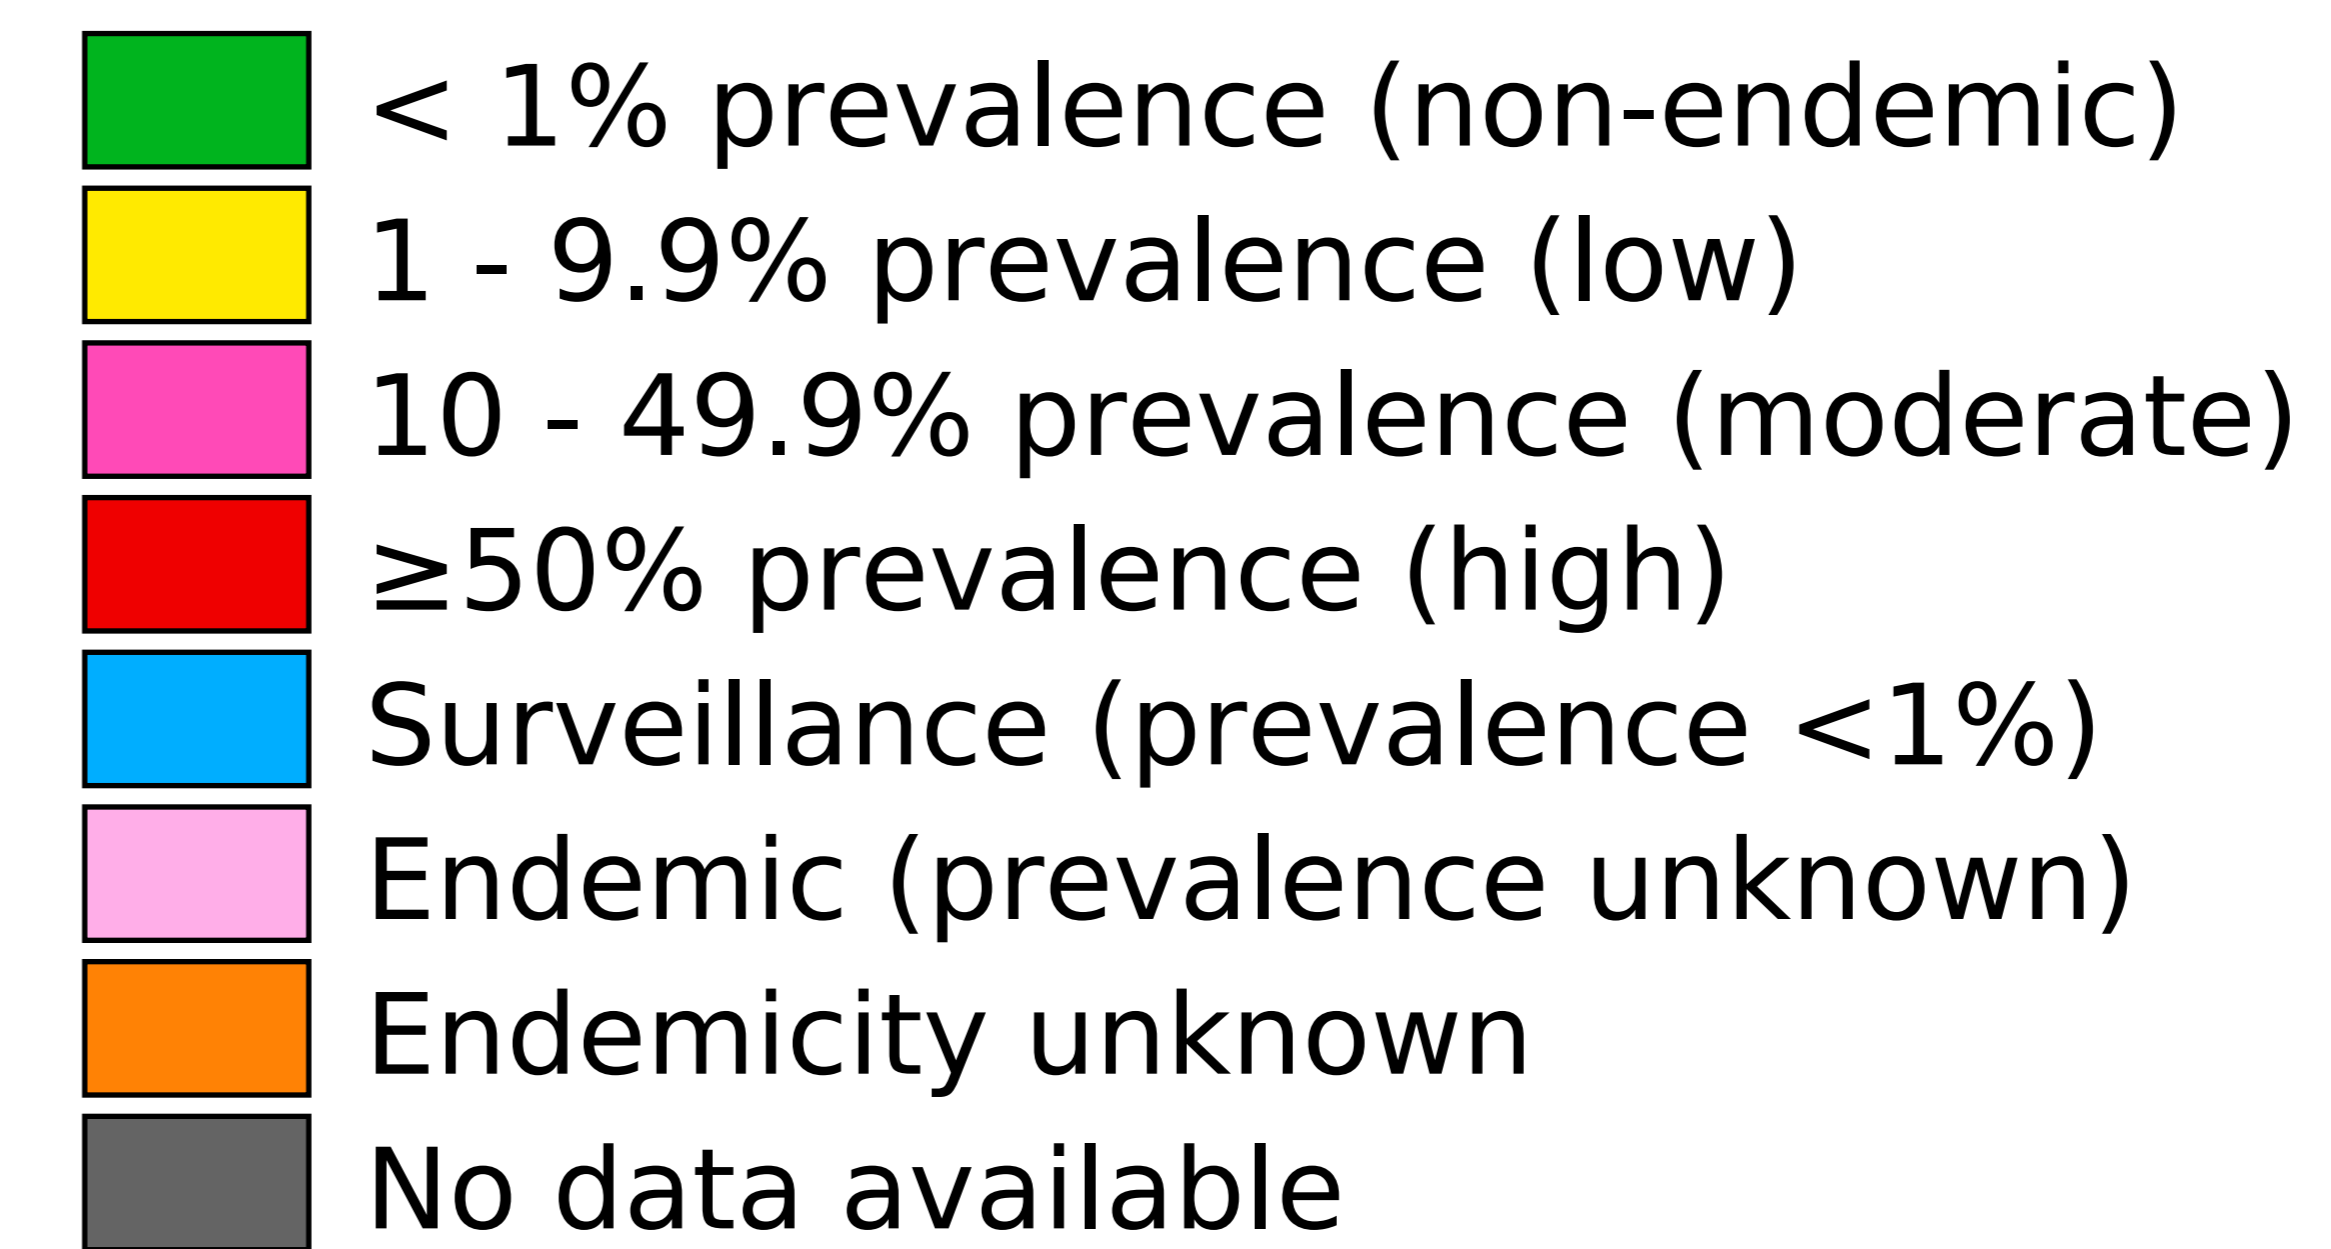 < 1% prevalence (non-endemic)
1 - 9.9% prevalence (low)
10 - 49.9% prevalence (moderate)
≥50% prevalence (high)
Surveillance (prevalence <1%)
Endemic (prevalence unknown)
Endemicity unknown
No data available